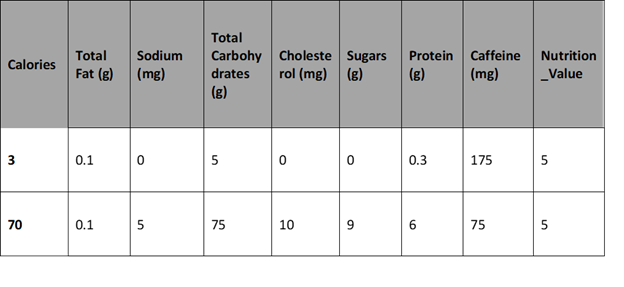 Calories
Total
Fat (g)
Sodium
(mg)
Total
Carbohy
drates
(g)
Choleste
rol (mg)
Sugars
(g)
Protein
(g)
Caffeine
(mg)
Nutrition
_Value
3 0.1 0 5 0 0 0.3 175 5
70 0.1 5 75 10 9 6 75 5